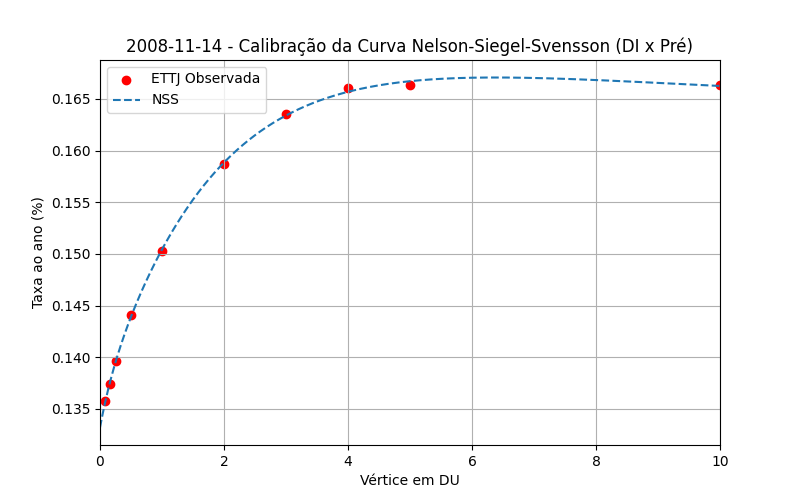 2008-11-14 - Calibração da Curva Nelson-Siegel-Svensson (DI x Pré)
ETTJ Observada
NSS
Taxa ao ano (%)
0.165
0.160
0.155
0.150
0.145
0.140
0.135
0 2 4 6 8 10
Vértice em DU